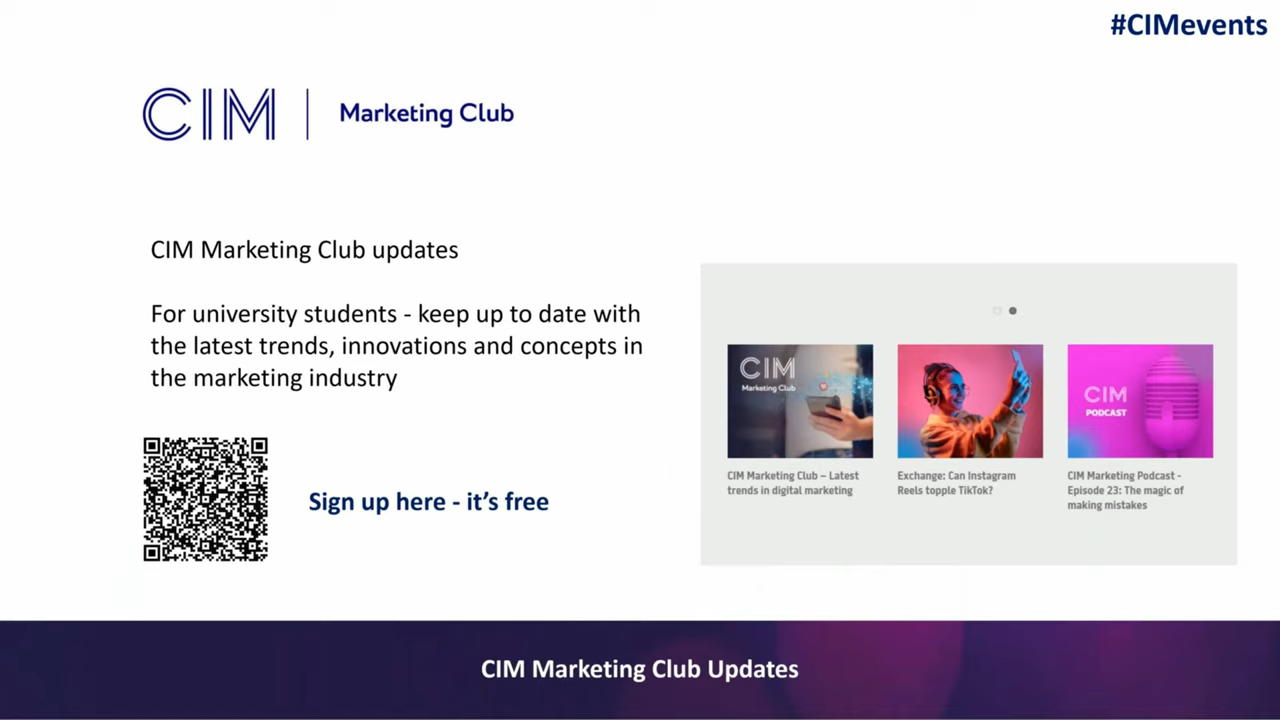 #CIMevents
CIM | Marketing Club
CIM Marketing Club updates
For university students - keep up to date with
the latest trends, innovations and concepts in
the marketing industry
Sign up here - it's free
CIM
Marketing Club
CIM Marketing Club – Latest
trends in digital marketing
Exchange: Can Instagram
Reels topple TikTok?
CIM
PODCAST
CIM Marketing Podcast -
Episode 23: The magic of
making mistakes
CIM Marketing Club Updates